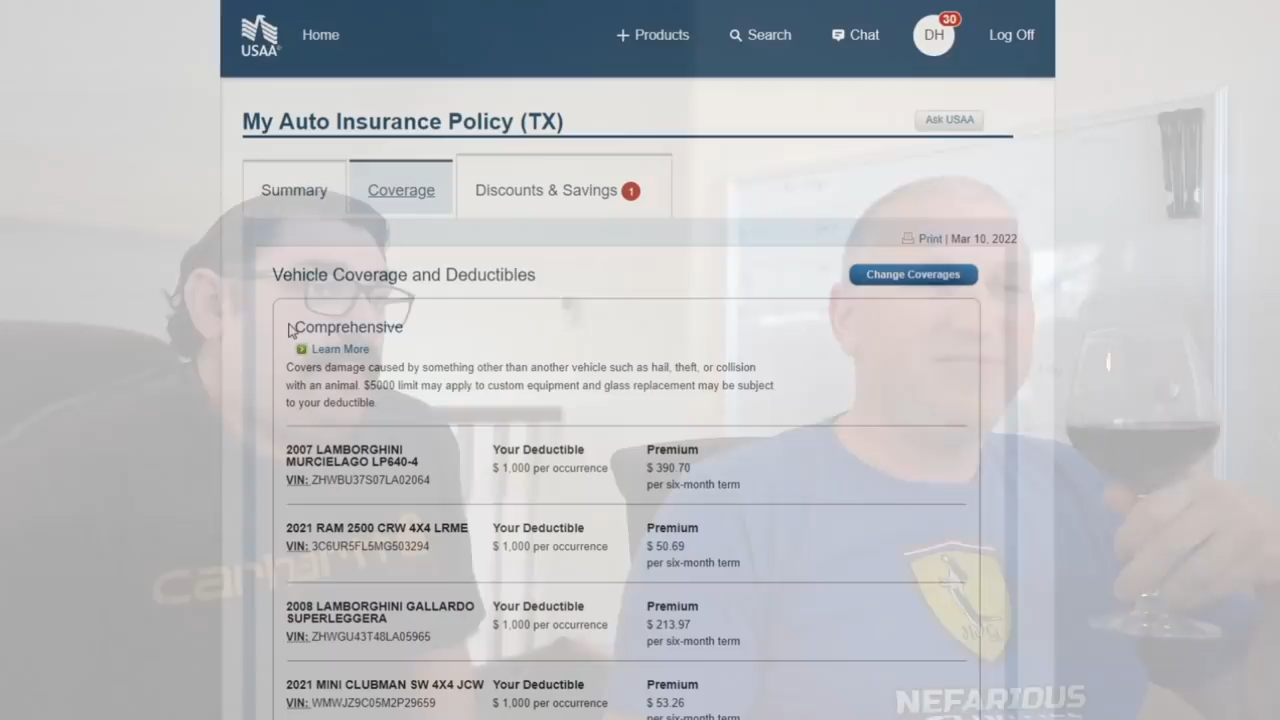 USAA
Home
+ Products
Search
Chat
DH
30
Log Off
My Auto Insurance Policy (TX)
Ask USAA
Summary
Coverage
Discounts & Savings 1
Print | Mar 10, 2022
Vehicle Coverage and Deductibles
Change Coverages
Comprehensive
Learn More
Covers damage caused by something other than another vehicle such as hail, theft, or collision
with an animal. $5000 limit may apply to custom equipment and glass replacement may be subject
to your deductible.
2007 LAMBORGHINI
MURCIELAGO LP640-4
VIN: ZHWBU37S07LA02064
Your Deductible
$ 1,000 per occurrence
Premium
$ 390.70
per six-month term
2021 RAM 2500 CRW 4X4 LRME
VIN: 3C6UR5FL5MG503294
Your Deductible
$ 1,000 per occurrence
Premium
$ 50.69
per six-month term
2008 LAMBORGHINI GALLARDO
SUPERLEGGERA
VIN: ZHWGU43T48LA05965
Your Deductible
$ 1,000 per occurrence
Premium
$ 213.97
per six-month term
2021 MINI CLUBMAN SW 4X4 JCW
VIN: WMWJZ9C05M2P29659
Your Deductible
$ 1,000 per occurrence
Premium
$ 53.26
per six-month term
carhartt
NEFARIOUS